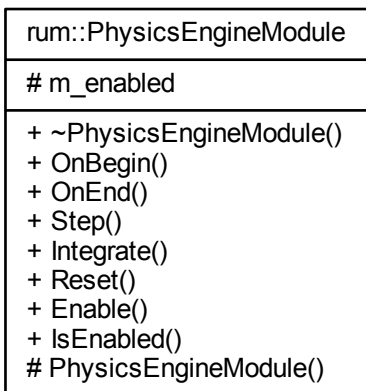 rum::PhysicsEngineModule
# m_enabled
+ ~PhysicsEngineModule()
+ OnBegin()
+ OnEnd()
+ Step()
+ Integrate()
+ Reset()
+ Enable()
+ IsEnabled()
# PhysicsEngineModule()